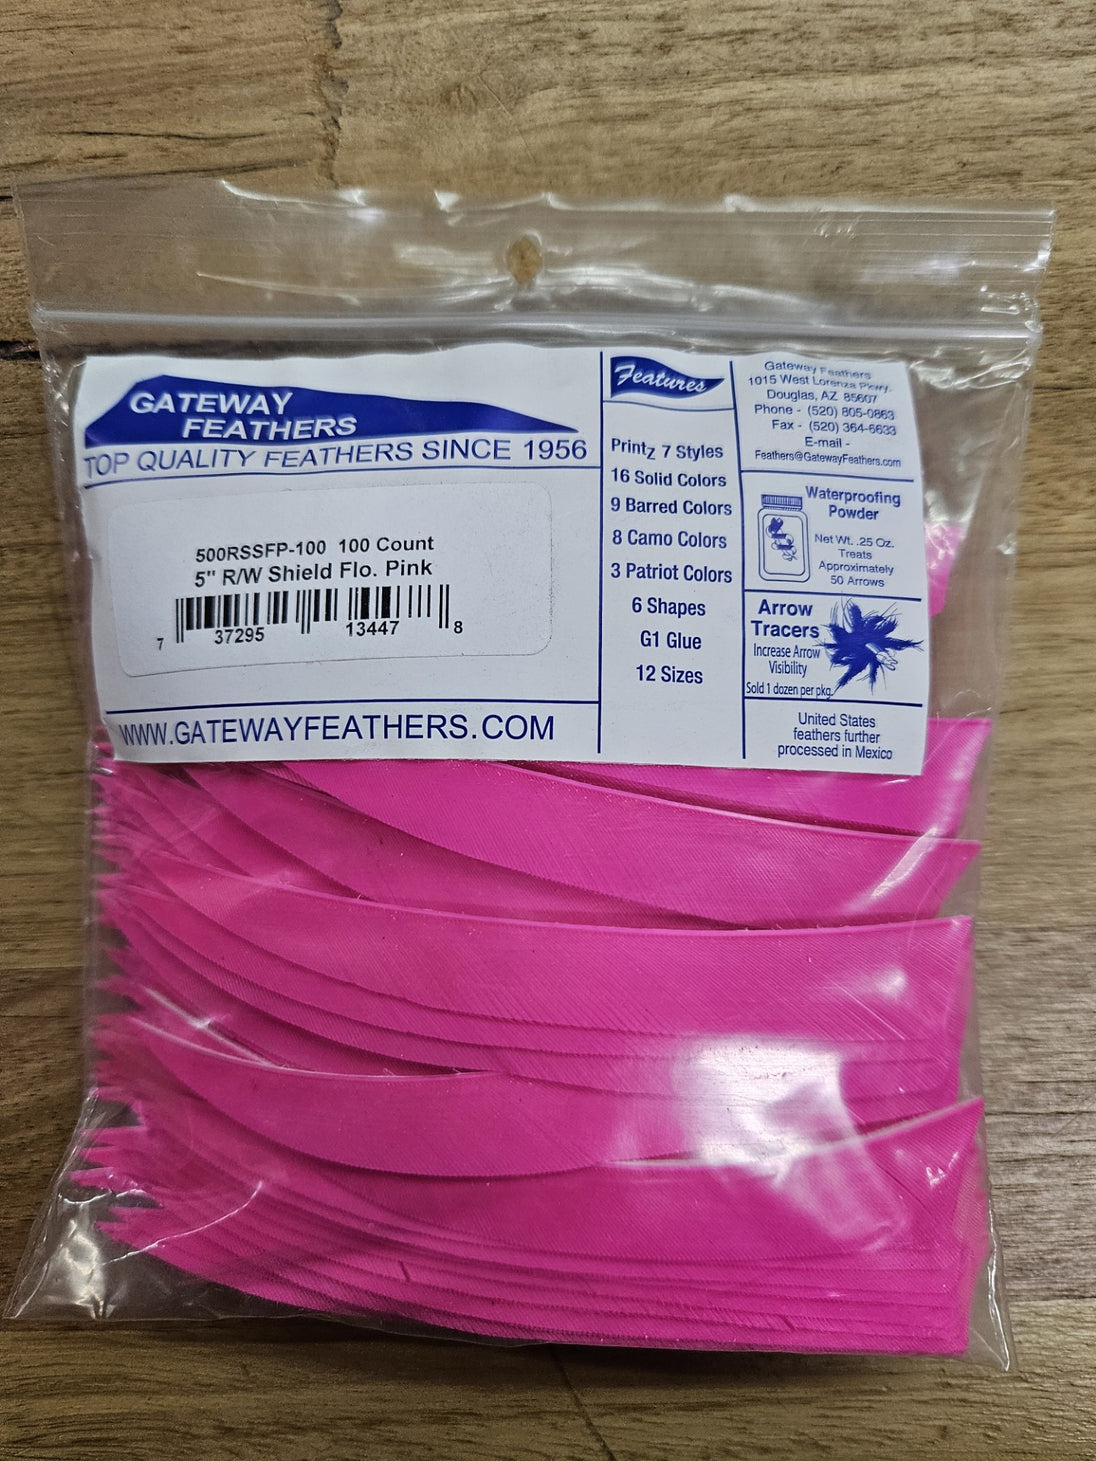 GATEWAY
FEATHERS
TOP QUALITY FEATHERS SINCE 1956
500RSSFP-100 100 Count
5" R/W Shield Flo. Pink
7 37295 13447 8
WWW.GATEWAYFEATHERS.COM
Features
Printz 7 Styles
16 Solid Colors
9 Barred Colors
8 Camo Colors
3 Patriot Colors
6 Shapes
G1 Glue
12 Sizes
Gateway Feathers
1015 West Lorenza Pkwy.
Douglas, AZ 85607
Phone - (520) 805-0863
Fax - (520) 364-6633
E-mail -
Feathers@GatewayFeathers.com
Waterproofing
Powder
Net Wt. .25 Oz.
Treats
Approximately
50 Arrows
Arrow
Tracers
Increase Arrow
Visibility
Sold 1 dozen per pkg.
United States
feathers further
processed in Mexico